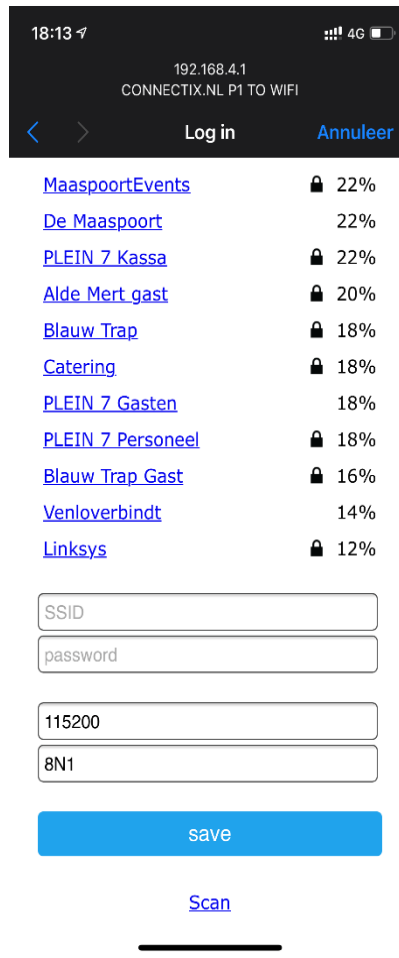 18:13 4G
192.168.4.1
CONNECTIX.NL P1 TO WIFI
Log in Annuleer
MaaspoortEvents 22%
De Maaspoort 22%
PLEIN 7 Kassa 22%
Alde Mert gast 20%
Blauw Trap 18%
Catering 18%
PLEIN 7 Gasten 18%
PLEIN 7 Personeel 18%
Blauw Trap Gast 16%
Venloverbindt 14%
Linksys 12%
SSID
password
115200
8N1
save
Scan